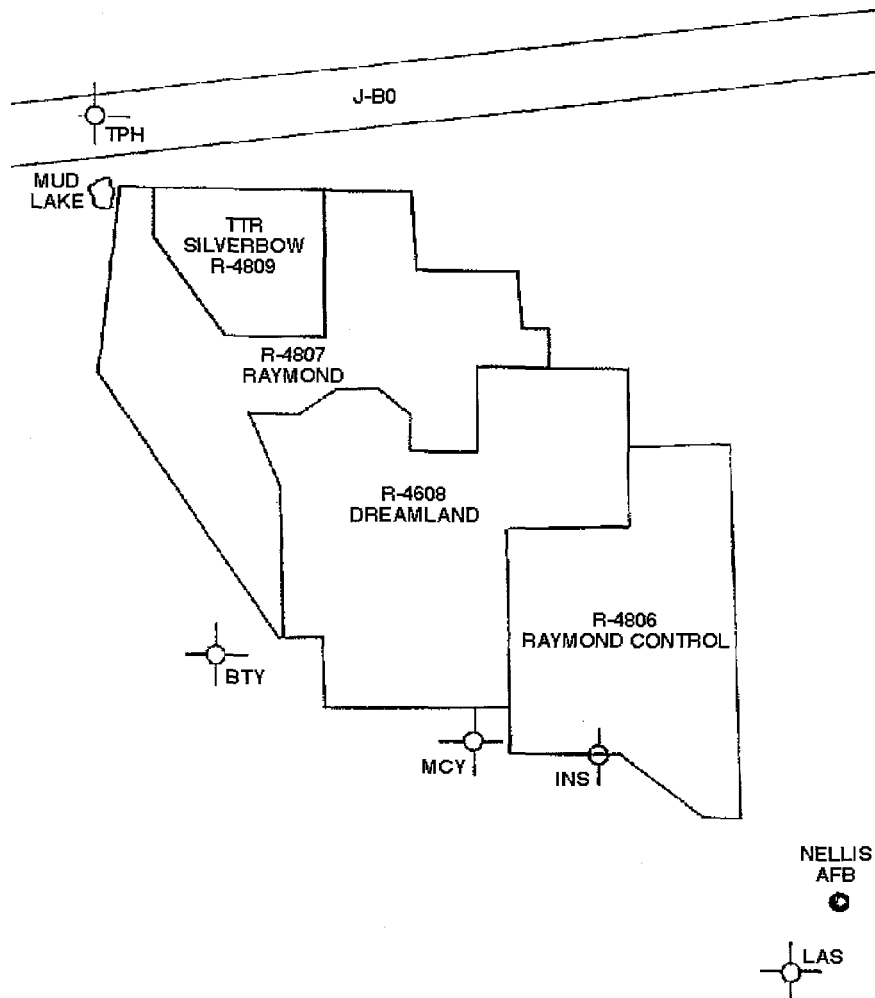 J-B0
TPH
MUD
LAKE
TTR
SILVERBOW
R-4809
R-4807
RAYMOND
R-4608
DREAMLAND
R-4806
RAYMOND CONTROL
BTY
MCY
INS
NELLIS
AFB
LAS